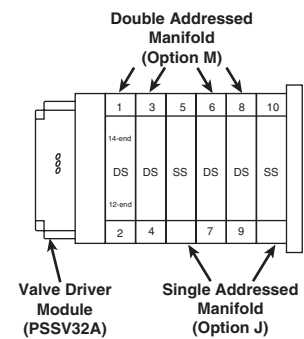 Double Addressed
Manifold
(Option M)
1 3 5 6 8 10
14-end
DS DS SS DS DS SS
12-end
2 4 7 9
Valve Driver
Module
(PSSV32A)
Single Addressed
Manifold
(Option J)